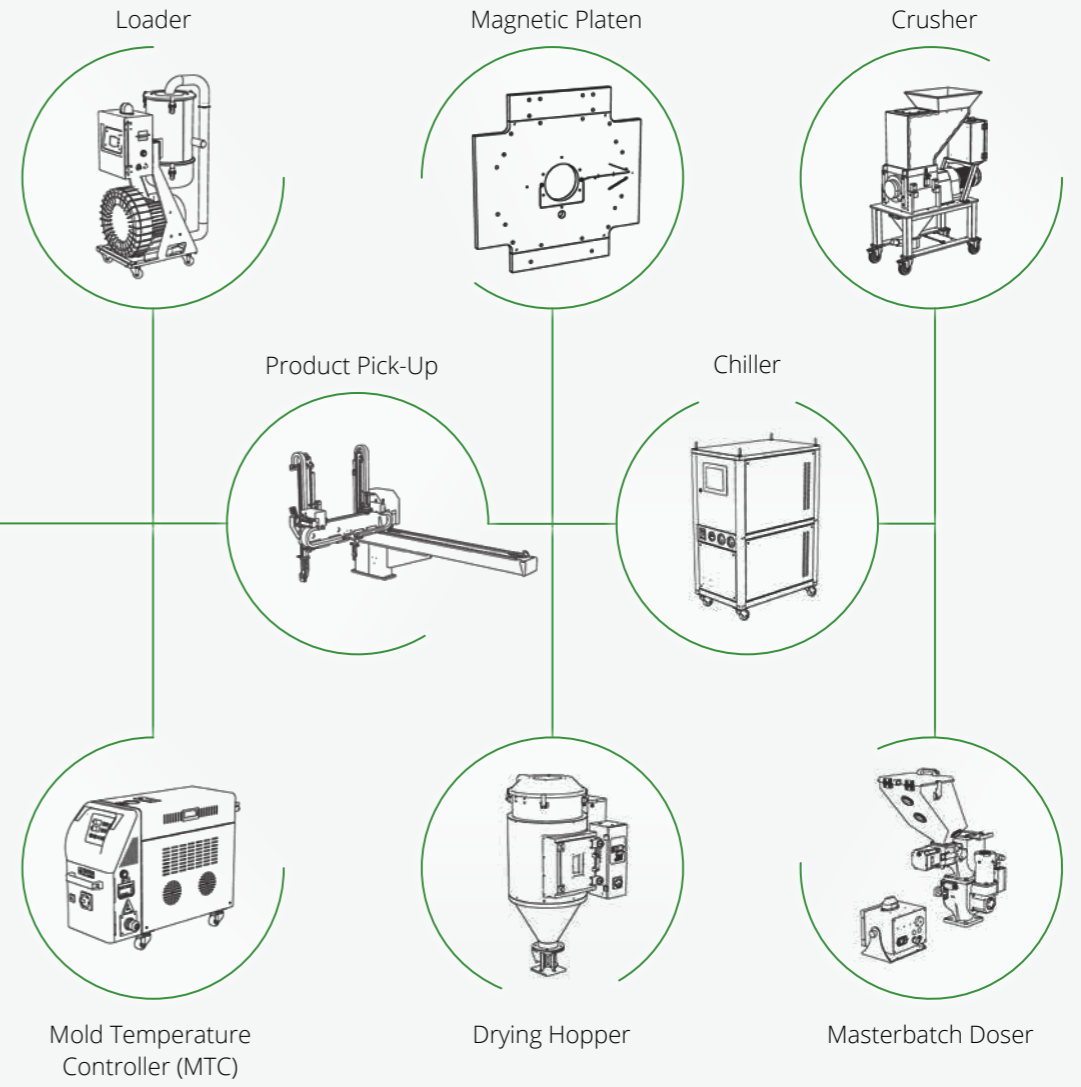 Loader
Magnetic Platen
Crusher
Product Pick-Up
Chiller
Mold Temperature
Controller (MTC)
Drying Hopper
Masterbatch Doser